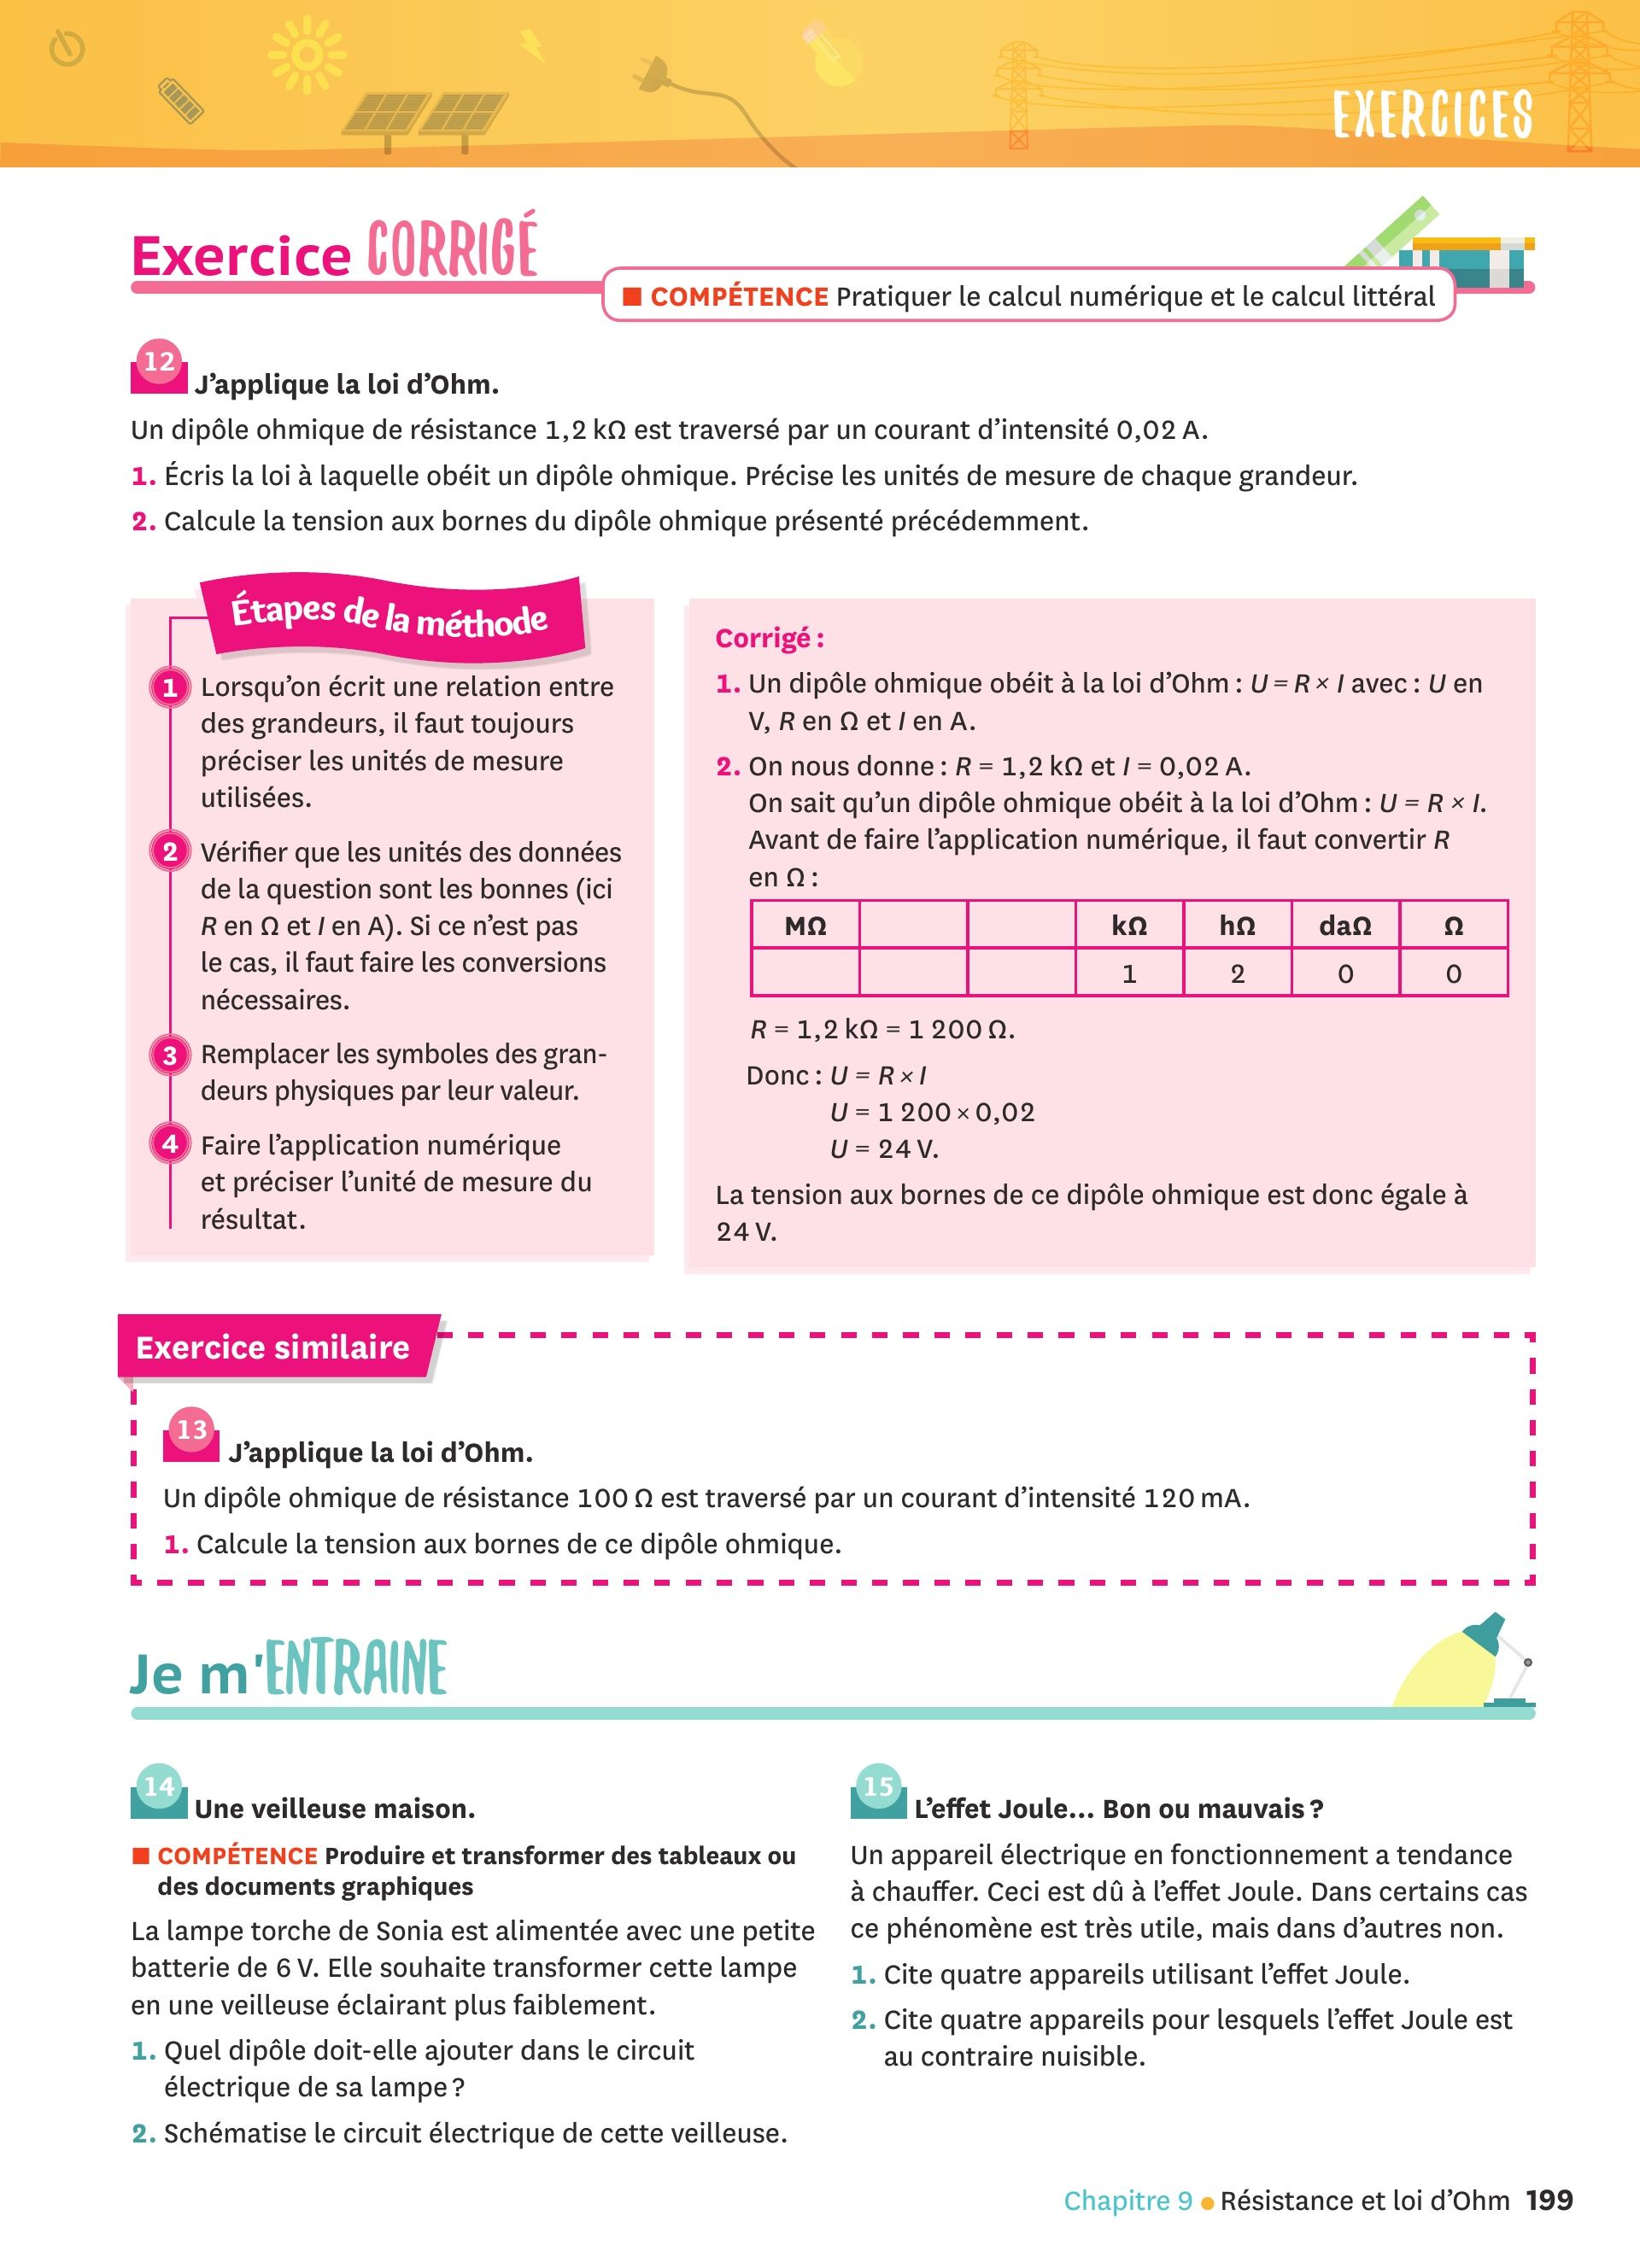 EXERCICES
Exercice CORRIGÉ
■ COMPÉTENCE Pratiquer le calcul numérique et le calcul littéral
12 J’applique la loi d’Ohm.
Un dipôle ohmique de résistance 1,2 kΩ est traversé par un courant d’intensité 0,02 A.
1. Écris la loi à laquelle obéit un dipôle ohmique. Précise les unités de mesure de chaque grandeur.
2. Calcule la tension aux bornes du dipôle ohmique présenté précédemment.
Étapes de la méthode
1 Lorsqu’on écrit une relation entre
des grandeurs, il faut toujours
préciser les unités de mesure
utilisées.
2 Vérifier que les unités des données
de la question sont les bonnes (ici
R en Ω et I en A). Si ce n’est pas
le cas, il faut faire les conversions
nécessaires.
3 Remplacer les symboles des gran-
deurs physiques par leur valeur.
4 Faire l’application numérique
et préciser l’unité de mesure du
résultat.
Corrigé :
1. Un dipôle ohmique obéit à la loi d’Ohm : U = R × I avec : U en
V, R en Ω et I en A.
2. On nous donne : R = 1,2 kΩ et I = 0,02 A.
On sait qu’un dipôle ohmique obéit à la loi d’Ohm : U = R × I.
Avant de faire l’application numérique, il faut convertir R
en Ω :
MΩ kΩ hΩ daΩ Ω
1 2 0 0
R = 1,2 kΩ = 1 200 Ω.
Donc : U = R × I
U = 1 200 × 0,02
U = 24 V.
La tension aux bornes de ce dipôle ohmique est donc égale à
24 V.
Exercice similaire
13 J’applique la loi d’Ohm.
Un dipôle ohmique de résistance 100 Ω est traversé par un courant d’intensité 120 mA.
1. Calcule la tension aux bornes de ce dipôle ohmique.
Je m'ENTRAINE
14 Une veilleuse maison.
■ COMPÉTENCE Produire et transformer des tableaux ou
des documents graphiques
La lampe torche de Sonia est alimentée avec une petite
batterie de 6 V. Elle souhaite transformer cette lampe
en une veilleuse éclairant plus faiblement.
1. Quel dipôle doit-elle ajouter dans le circuit
électrique de sa lampe ?
2. Schématise le circuit électrique de cette veilleuse.
15 L’effet Joule... Bon ou mauvais ?
Un appareil électrique en fonctionnement a tendance
à chauffer. Ceci est dû à l’effet Joule. Dans certains cas
ce phénomène est très utile, mais dans d’autres non.
1. Cite quatre appareils utilisant l’effet Joule.
2. Cite quatre appareils pour lesquels l’effet Joule est
au contraire nuisible.
Chapitre 9 ● Résistance et loi d’Ohm 199